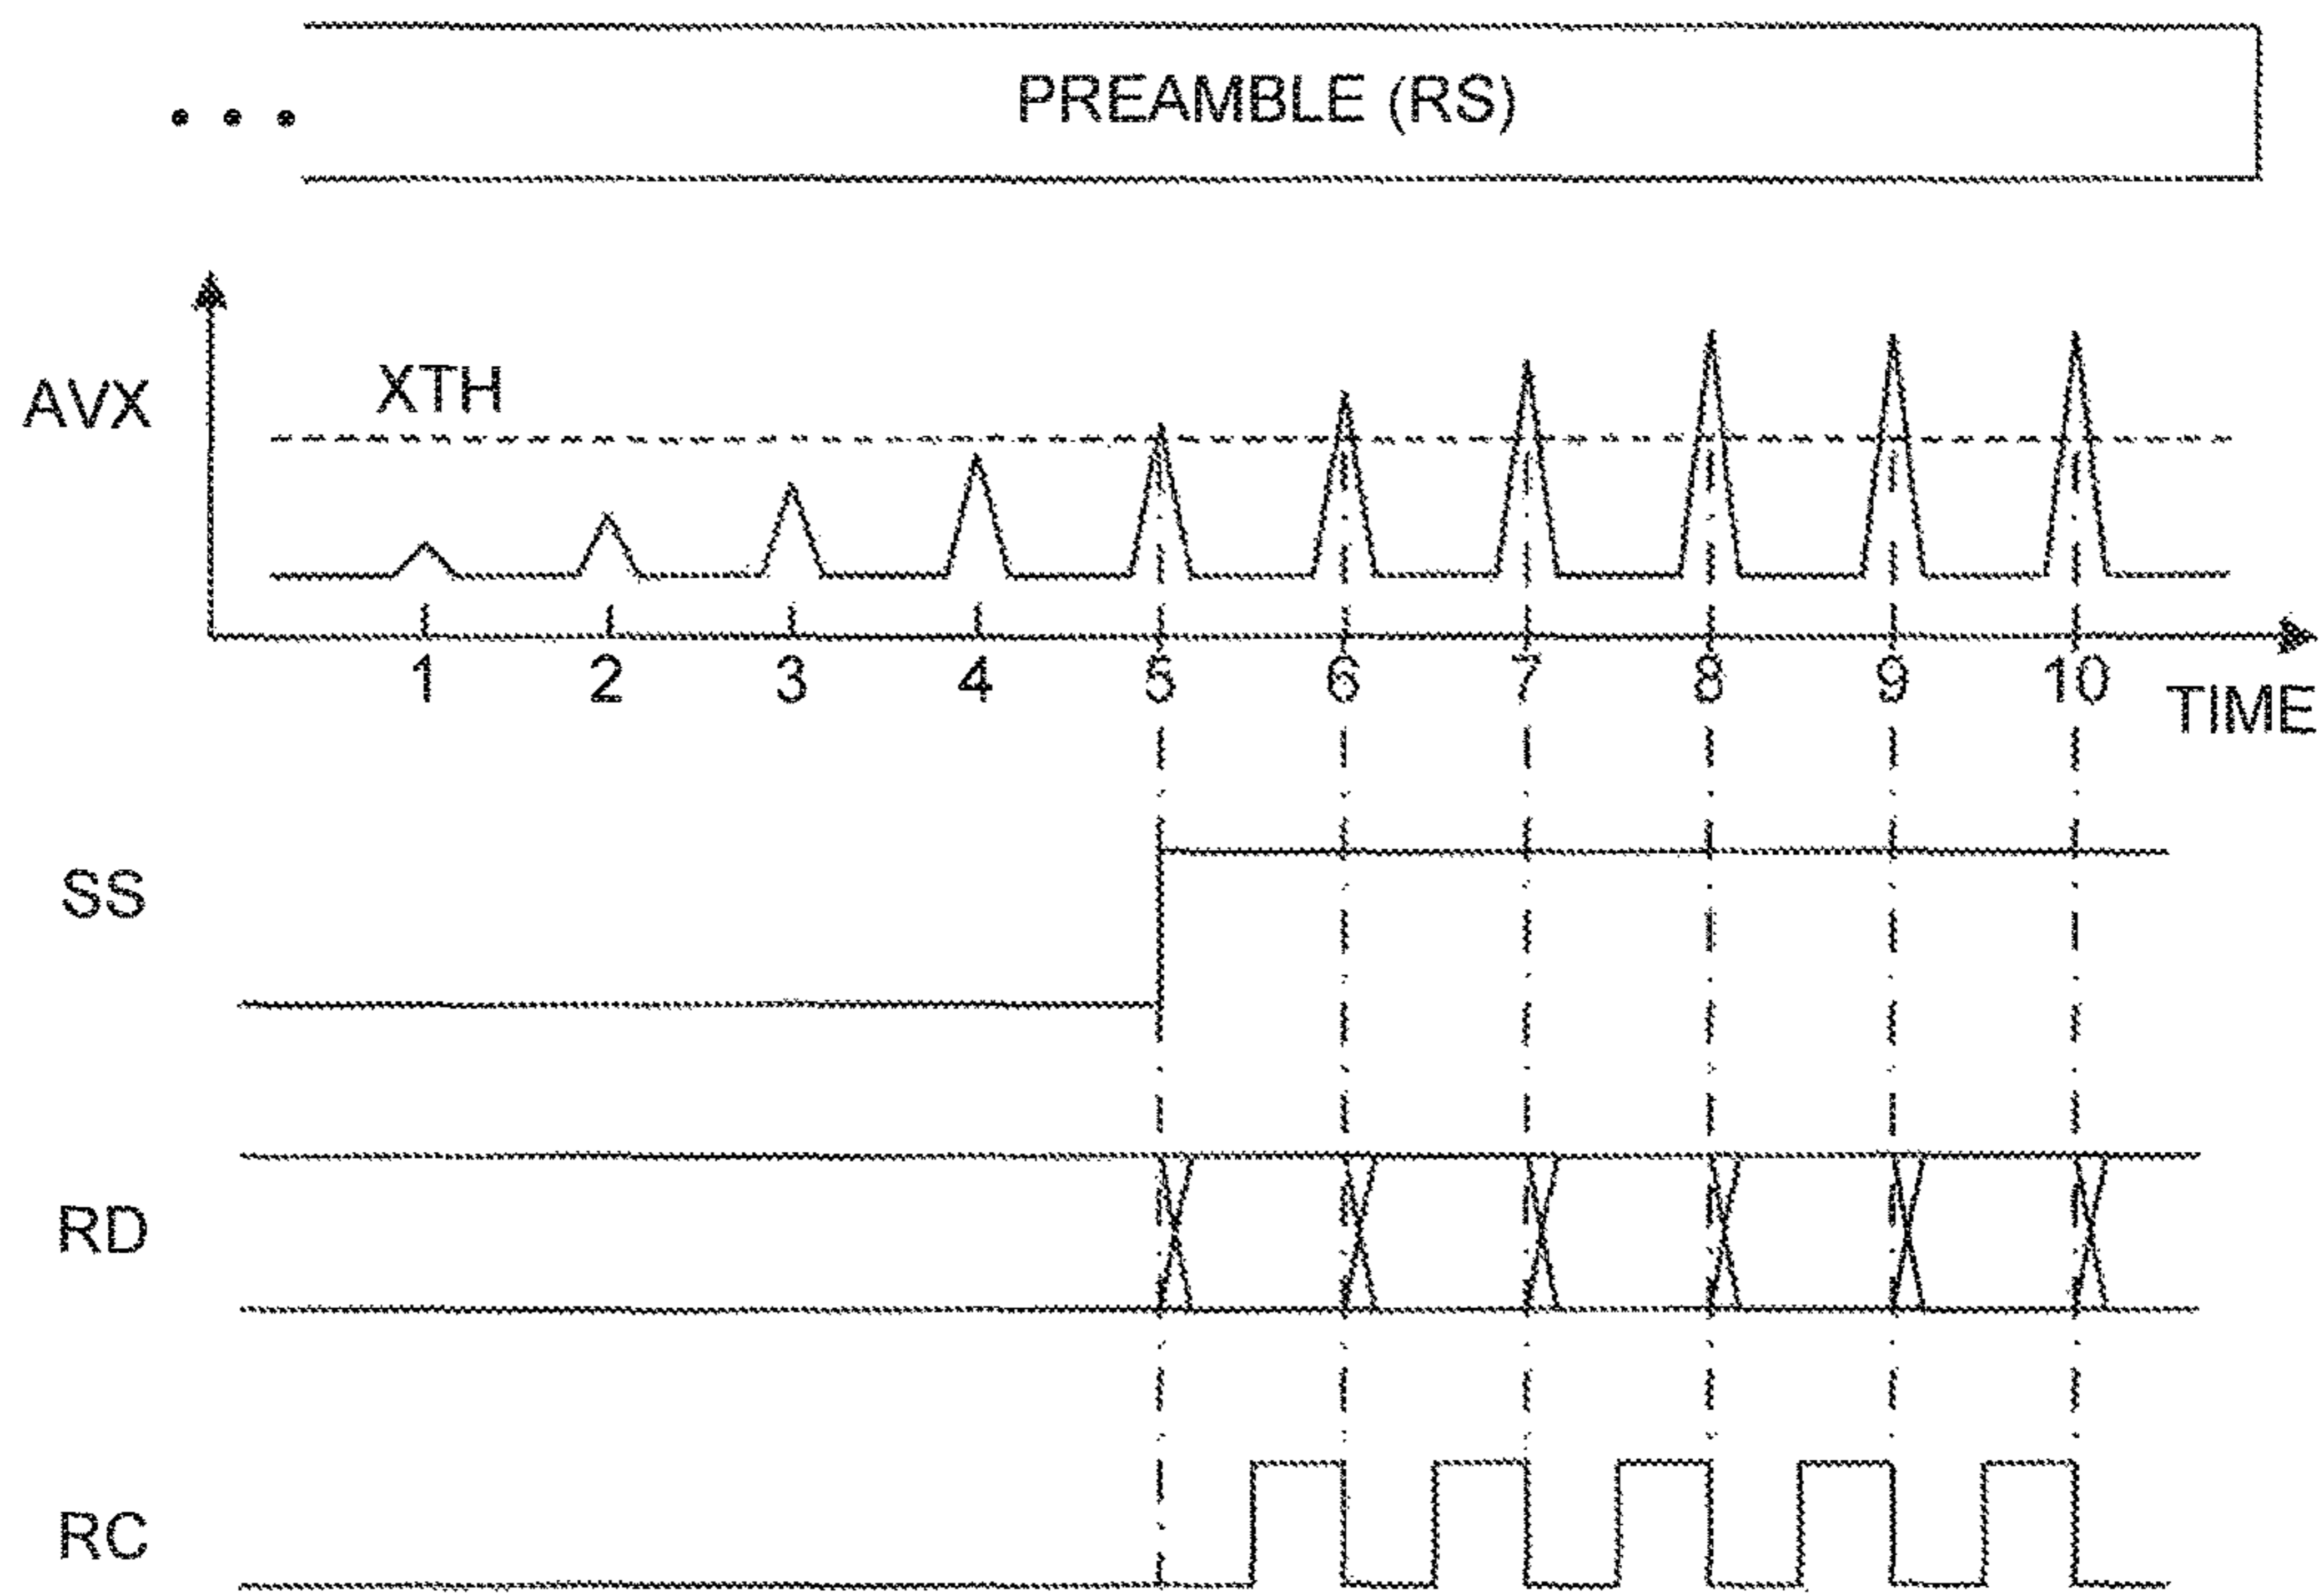 PREAMBLE (RS)
AVX
XTH
1 2 3 4 5 6 7 8 9 10
TIME
SS
RD
RC